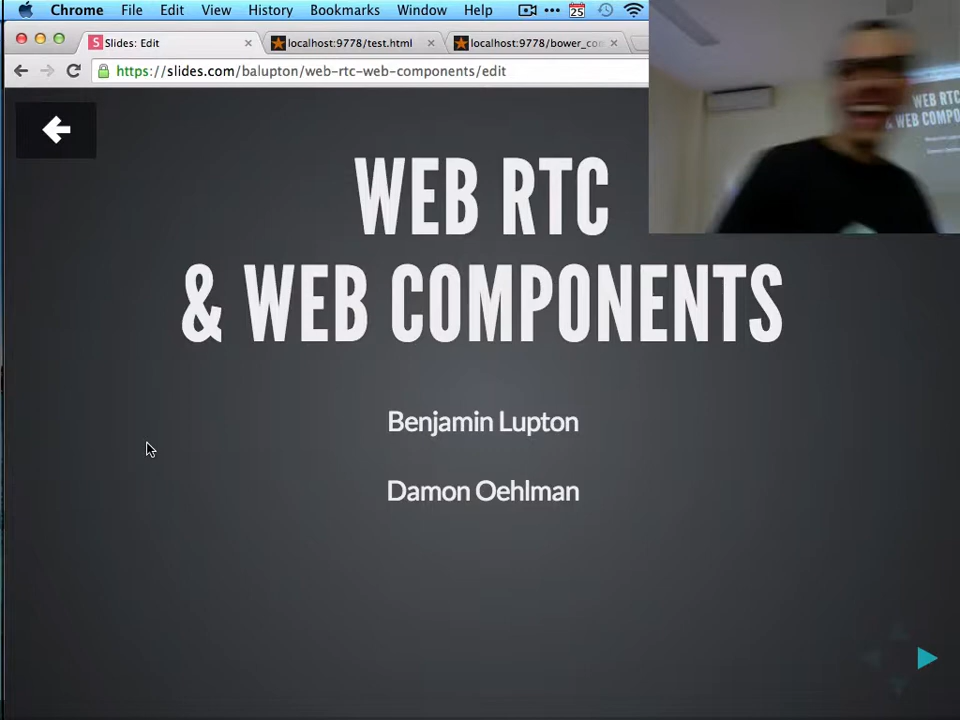 Chrome File Edit View History Bookmarks Window Help 25
S Slides: Edit localhost:9778/test.html localhost:9778/bower_co
https://slides.com/balupton/web-rtc-web-components/edit
WEB RTC
& WEB COMPONENTS
Benjamin Lupton
Damon Oehlman
WEB RTC
& WEB COMPO